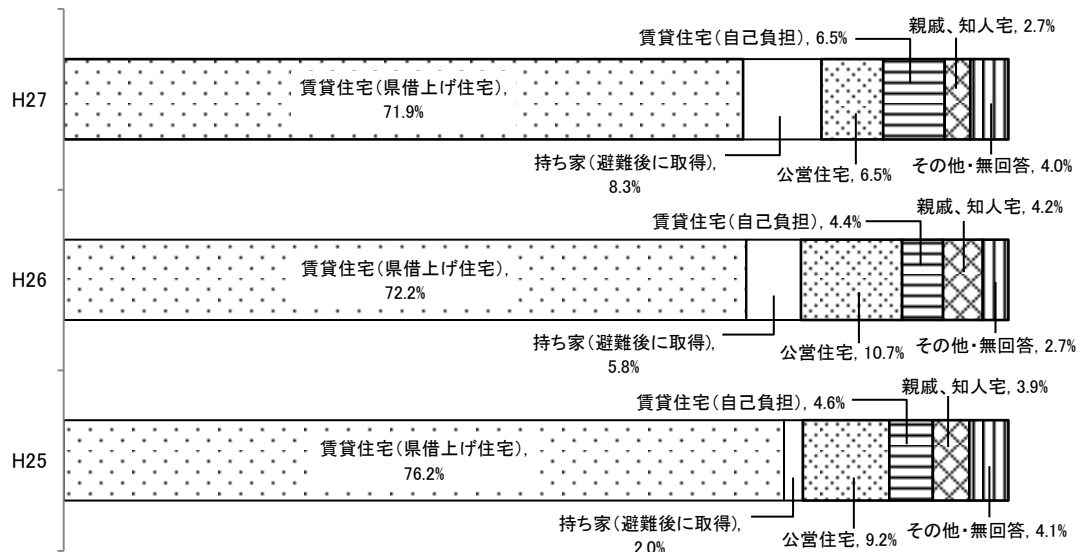 賃貸住宅（自己負担）, 6.5%
親戚、知人宅, 2.7%
H27
賃貸住宅（県借上げ住宅）,
71.9%
持ち家（避難後に取得）,
8.3%
公営住宅, 6.5%
その他・無回答, 4.0%
賃貸住宅（自己負担）, 4.4%
親戚、知人宅, 4.2%
H26
賃貸住宅（県借上げ住宅）,
72.2%
持ち家（避難後に取得）,
5.8%
公営住宅, 10.7%
その他・無回答, 2.7%
賃貸住宅（自己負担）, 4.6%
親戚、知人宅, 3.9%
H25
賃貸住宅（県借上げ住宅）,
76.2%
持ち家（避難後に取得）,
2.0%
公営住宅, 9.2%
その他・無回答, 4.1%